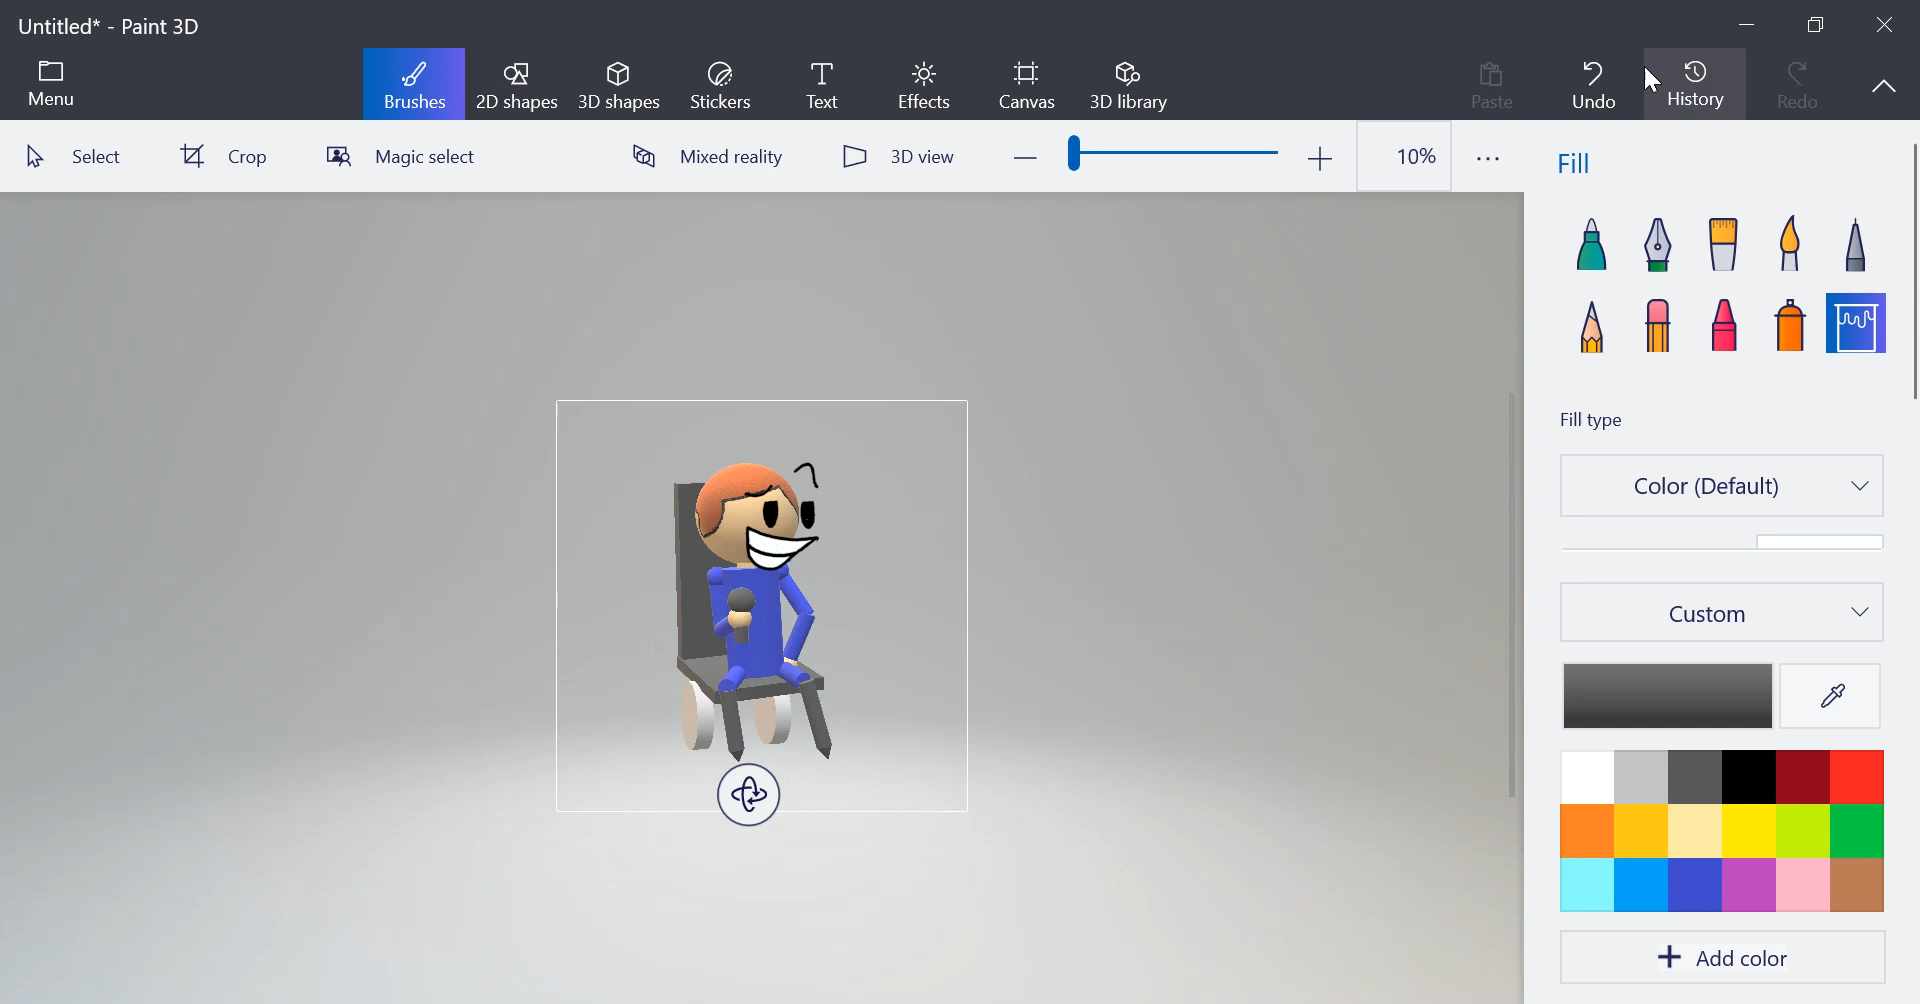 Untitled* - Paint 3D
Menu
Brushes
2D shapes
3D shapes
Stickers
Text
Effects
Canvas
3D library
Paste
Undo
History
Redo
Select
Crop
Magic select
Mixed reality
3D view
10%
Fill
Fill type
Color (Default)
Custom
Add color